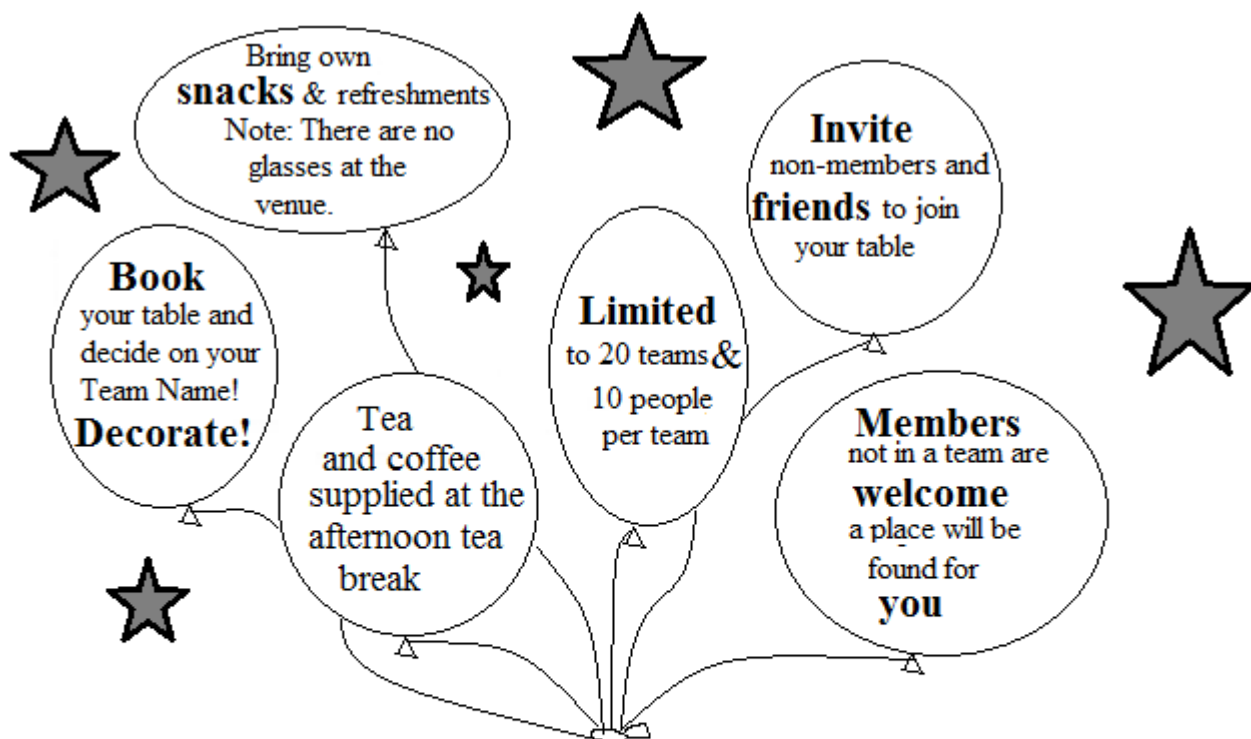 Bring own
snacks & refreshments
Note: There are no
glasses at the
venue.
Invite
non-members and
friends to join
your table
Book
your table and
decide on your
Team Name!
Decorate!
Limited
to 20 teams &
10 people
per team
Tea
and coffee
supplied at the
afternoon tea
break
Members
not in a team are
welcome
a place will be
found for
you